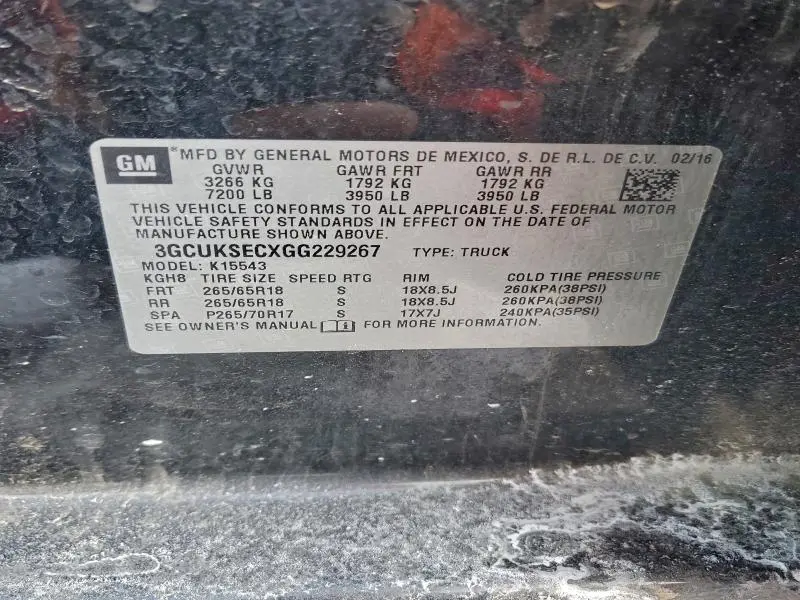 GM *MFD BY GENERAL MOTORS DE MEXICO, S. DE R.L. DE C.V. 02/16
GVWR GAWR FRT GAWR RR
3266 KG 1792 KG 1792 KG
7200 LB 3950 LB 3950 LB
THIS VEHICLE CONFORMS TO ALL APPLICABLE U.S. FEDERAL MOTOR
VEHICLE SAFETY STANDARDS IN EFFECT ON THE DATE OF
MANUFACTURE SHOWN ABOVE.
3GCUKSECXGG229267 TYPE: TRUCK
MODEL: K15543
KGH8 TIRE SIZE SPEED RTG RIM COLD TIRE PRESSURE
FRT 265/65R18 S 18X8.5J 260KPA(38PSI)
RR 265/65R18 S 18X8.5J 260KPA(38PSI)
SPA P265/70R17 S 17X7J 240KPA(35PSI)
SEE OWNER'S MANUAL FOR MORE INFORMATION.